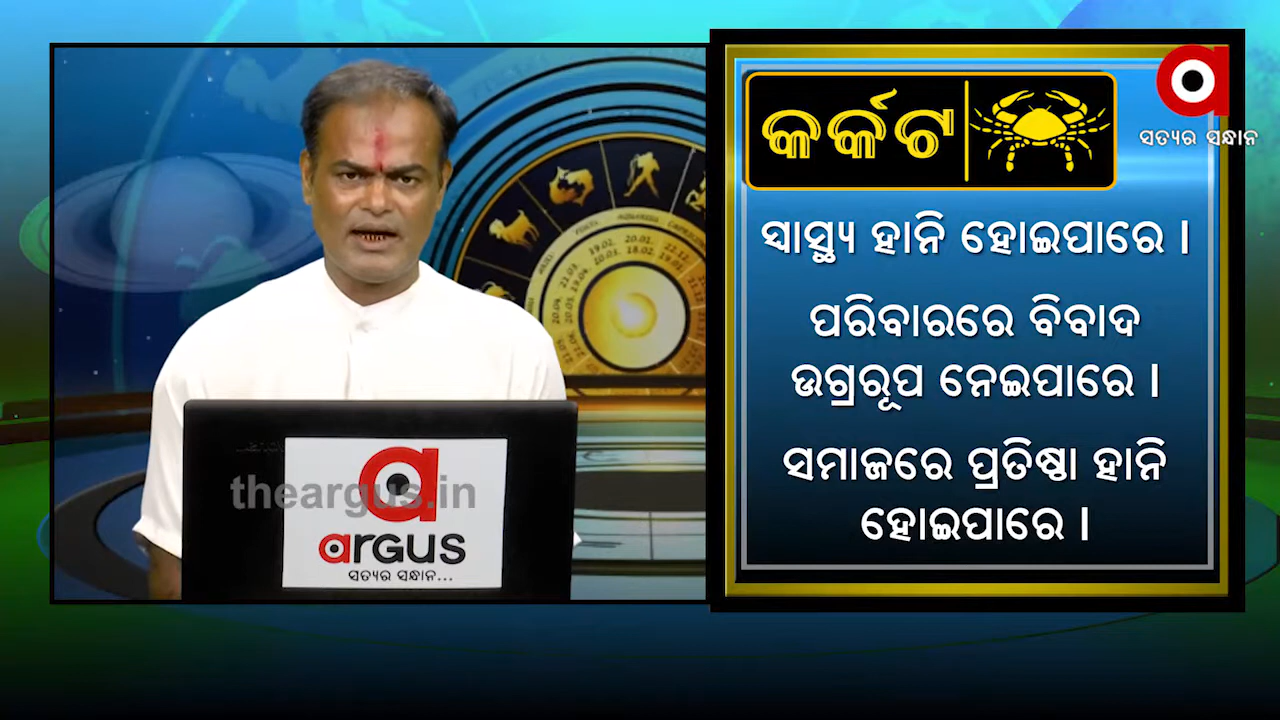 କର୍କଟ
ସତ୍ୟର ସନ୍ଧାନ
ସ୍ୱାସ୍ଥ୍ୟ ହାନି ହୋଇପାରେ ।
ପରିବାରରେ ବିବାଦ
ଉଗ୍ରରୂପ ନେଇପାରେ ।
ସମାଜରେ ପ୍ରତିଷ୍ଠା ହାନି
ହୋଇପାରେ ।
theargus.in
argus
ସତ୍ୟର ସନ୍ଧାନ...